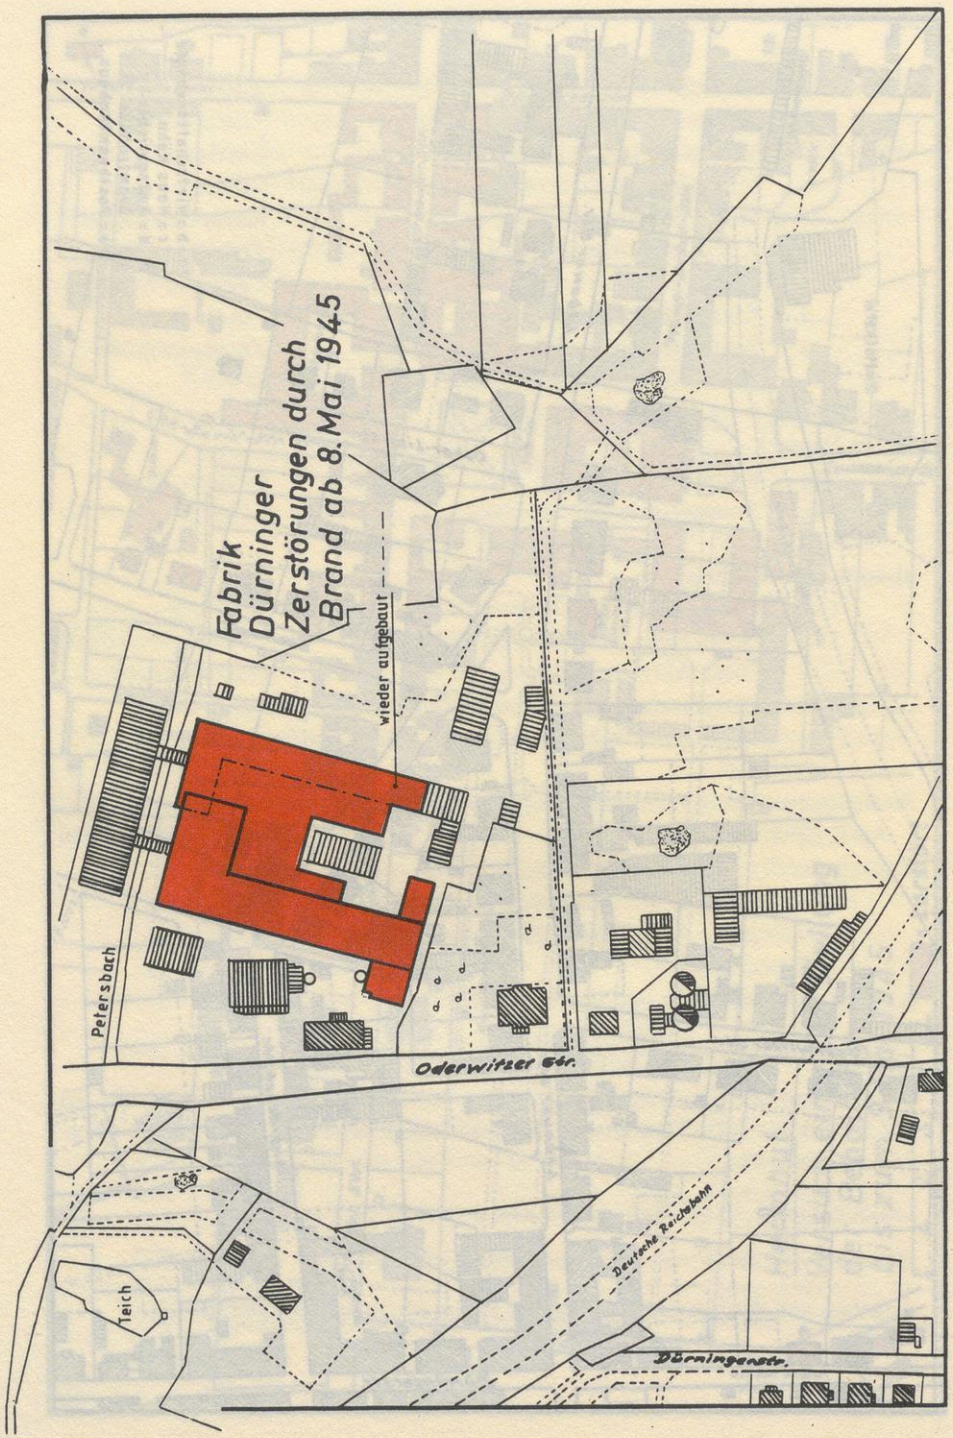 Fabrik
Dürninger
Zerstörungen durch
Brand ab 8. Mai 1945
wieder aufgebaut
Petersbach
Oderwitzer Str.
Deutsche Reichsbahn
Teich
Dürningerstr.